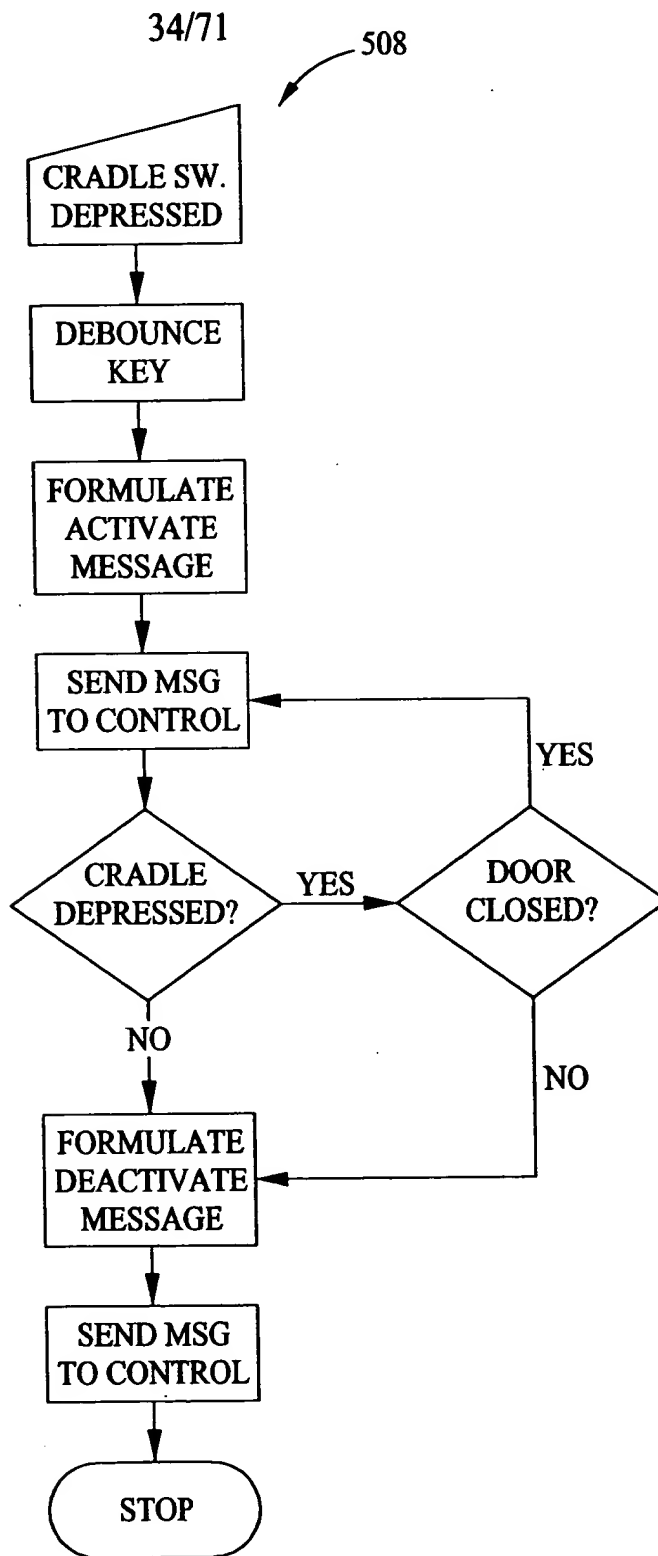 34/71
508
CRADLE SW.
DEPRESSED
DEBOUNCE
KEY
FORMULATE
ACTIVATE
MESSAGE
SEND MSG
TO CONTROL
YES
CRADLE
DEPRESSED?
YES
DOOR
CLOSED?
NO
NO
FORMULATE
DEACTIVATE
MESSAGE
SEND MSG
TO CONTROL
STOP